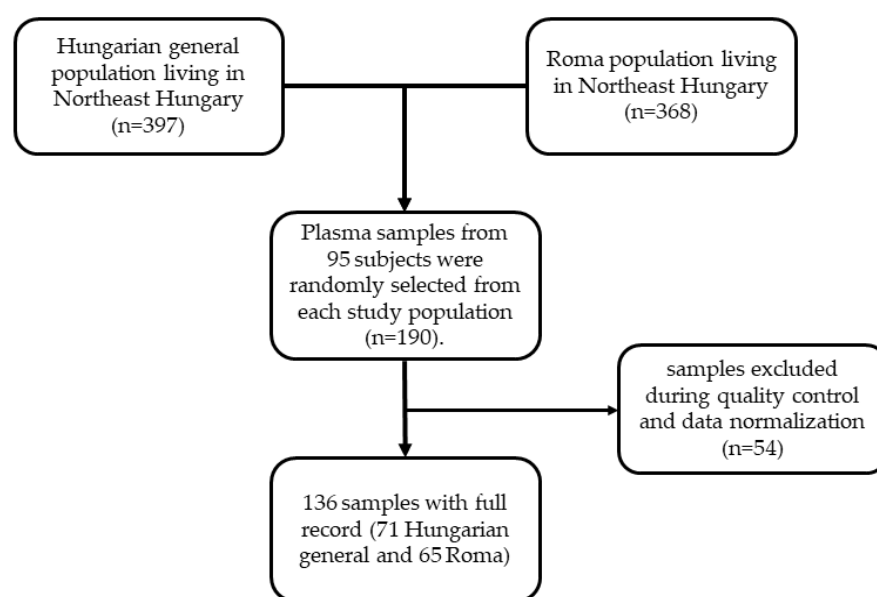 Hungarian general
population living in
Northeast Hungary
(n=397)
Roma population living
in Northeast Hungary
(n=368)
Plasma samples from
95 subjects were
randomly selected from
each study population
(n=190).
samples excluded
during quality control
and data normalization
(n=54)
136 samples with full
record (71 Hungarian
general and 65 Roma)